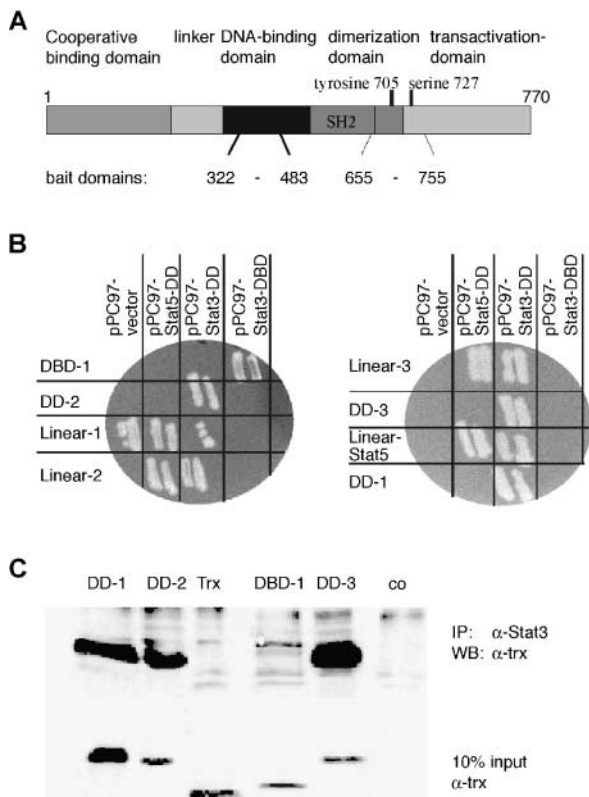 A
Cooperative binding domain
linker
DNA-binding domain
dimerization domain
transactivation-domain
tyrosine 705
serine 727
1
770
SH2
bait domains:
322 - 483
655 - 755
B
pPC97-vector
pPC97-Stat5-DD
pPC97-Stat3-DD
pPC97-Stat3-DBD
DBD-1
DD-2
Linear-1
Linear-2
pPC97-vector
pPC97-Stat5-DD
pPC97-Stat3-DD
pPC97-Stat3-DBD
Linear-3
DD-3
Linear-Stat5
DD-1
C
DD-1 DD-2 Trx DBD-1 DD-3 co
IP: α-Stat3
WB: α-trx
10% input
α-trx